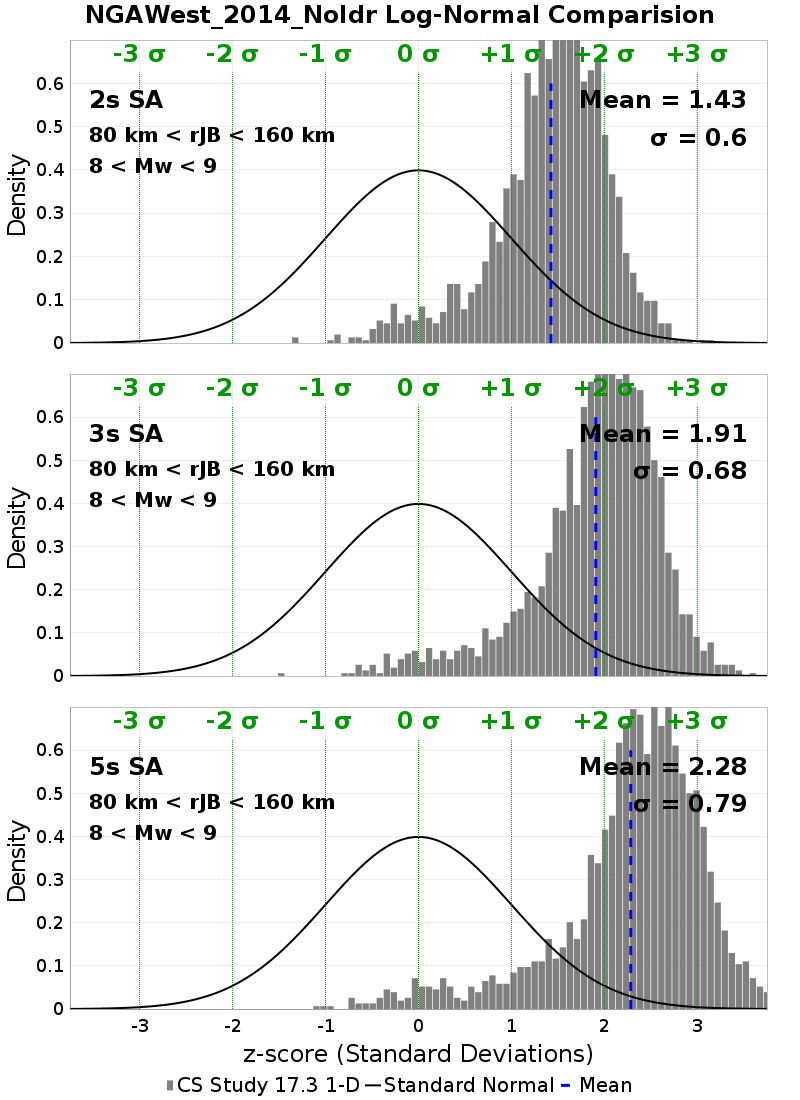 NGAWest_2014_NoIdr Log-Normal Comparision
-3 σ -2 σ -1 σ 0 σ +1 σ +2 σ +3 σ
2s SA Mean = 1.43
80 km < rJB < 160 km σ = 0.6
8 < Mw < 9
Density
0.6
0.5
0.4
0.3
0.2
0.1
0
-3 σ -2 σ -1 σ 0 σ +1 σ +2 σ +3 σ
3s SA Mean = 1.91
80 km < rJB < 160 km σ = 0.68
8 < Mw < 9
Density
0.6
0.5
0.4
0.3
0.2
0.1
0
-3 σ -2 σ -1 σ 0 σ +1 σ +2 σ +3 σ
5s SA Mean = 2.28
80 km < rJB < 160 km σ = 0.79
8 < Mw < 9
Density
0.6
0.5
0.4
0.3
0.2
0.1
0
-3 -2 -1 0 1 2 3
z-score (Standard Deviations)
CS Study 17.3 1-D Standard Normal Mean